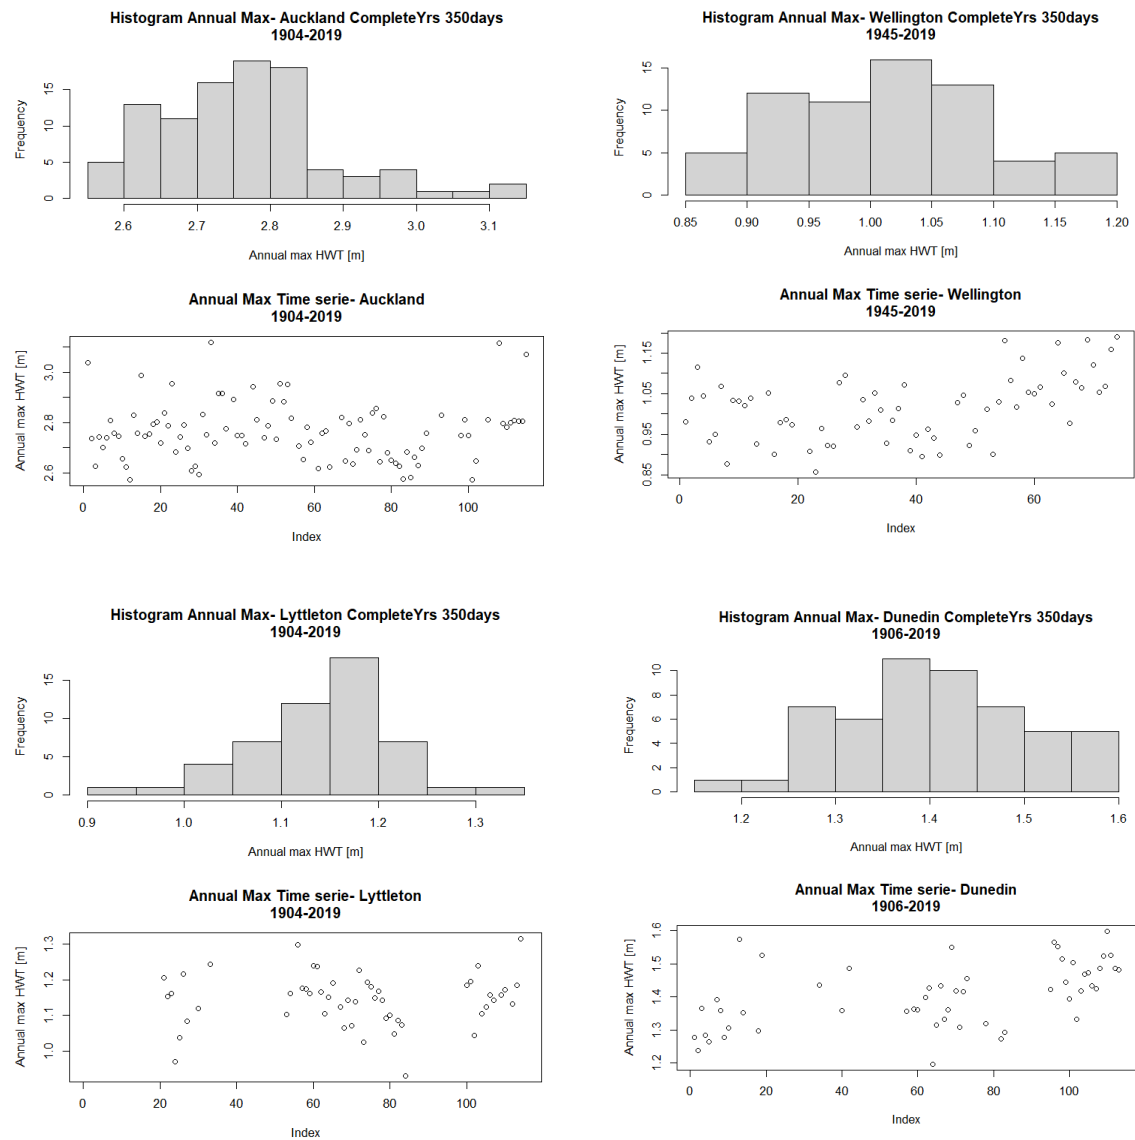 Histogram Annual Max- Auckland CompleteYrs 350days
1904-2019
Frequency
0 5 10 15
2.6 2.7 2.8 2.9 3.0 3.1
Annual max HWT [m]
Histogram Annual Max- Wellington CompleteYrs 350days
1945-2019
Frequency
0 5 10 15
0.85 0.90 0.95 1.00 1.05 1.10 1.15 1.20
Annual max HWT [m]
Annual Max Time serie- Auckland
1904-2019
Annual max HWT [m]
2.6 2.8 3.0
0 20 40 60 80 100
Index
Annual Max Time serie- Wellington
1945-2019
Annual max HWT [m]
0.85 0.95 1.05 1.15
0 20 40 60
Index
Histogram Annual Max- Lyttleton CompleteYrs 350days
1904-2019
Frequency
0 5 10 15
0.9 1.0 1.1 1.2 1.3
Annual max HWT [m]
Histogram Annual Max- Dunedin CompleteYrs 350days
1906-2019
Frequency
0 2 4 6 8 10
1.2 1.3 1.4 1.5 1.6
Annual max HWT [m]
Annual Max Time serie- Lyttleton
1904-2019
Annual max HWT [m]
1.0 1.1 1.2 1.3
0 20 40 60 80 100
Index
Annual Max Time serie- Dunedin
1906-2019
Annual max HWT [m]
1.2 1.3 1.4 1.5 1.6
0 20 40 60 80 100
Index